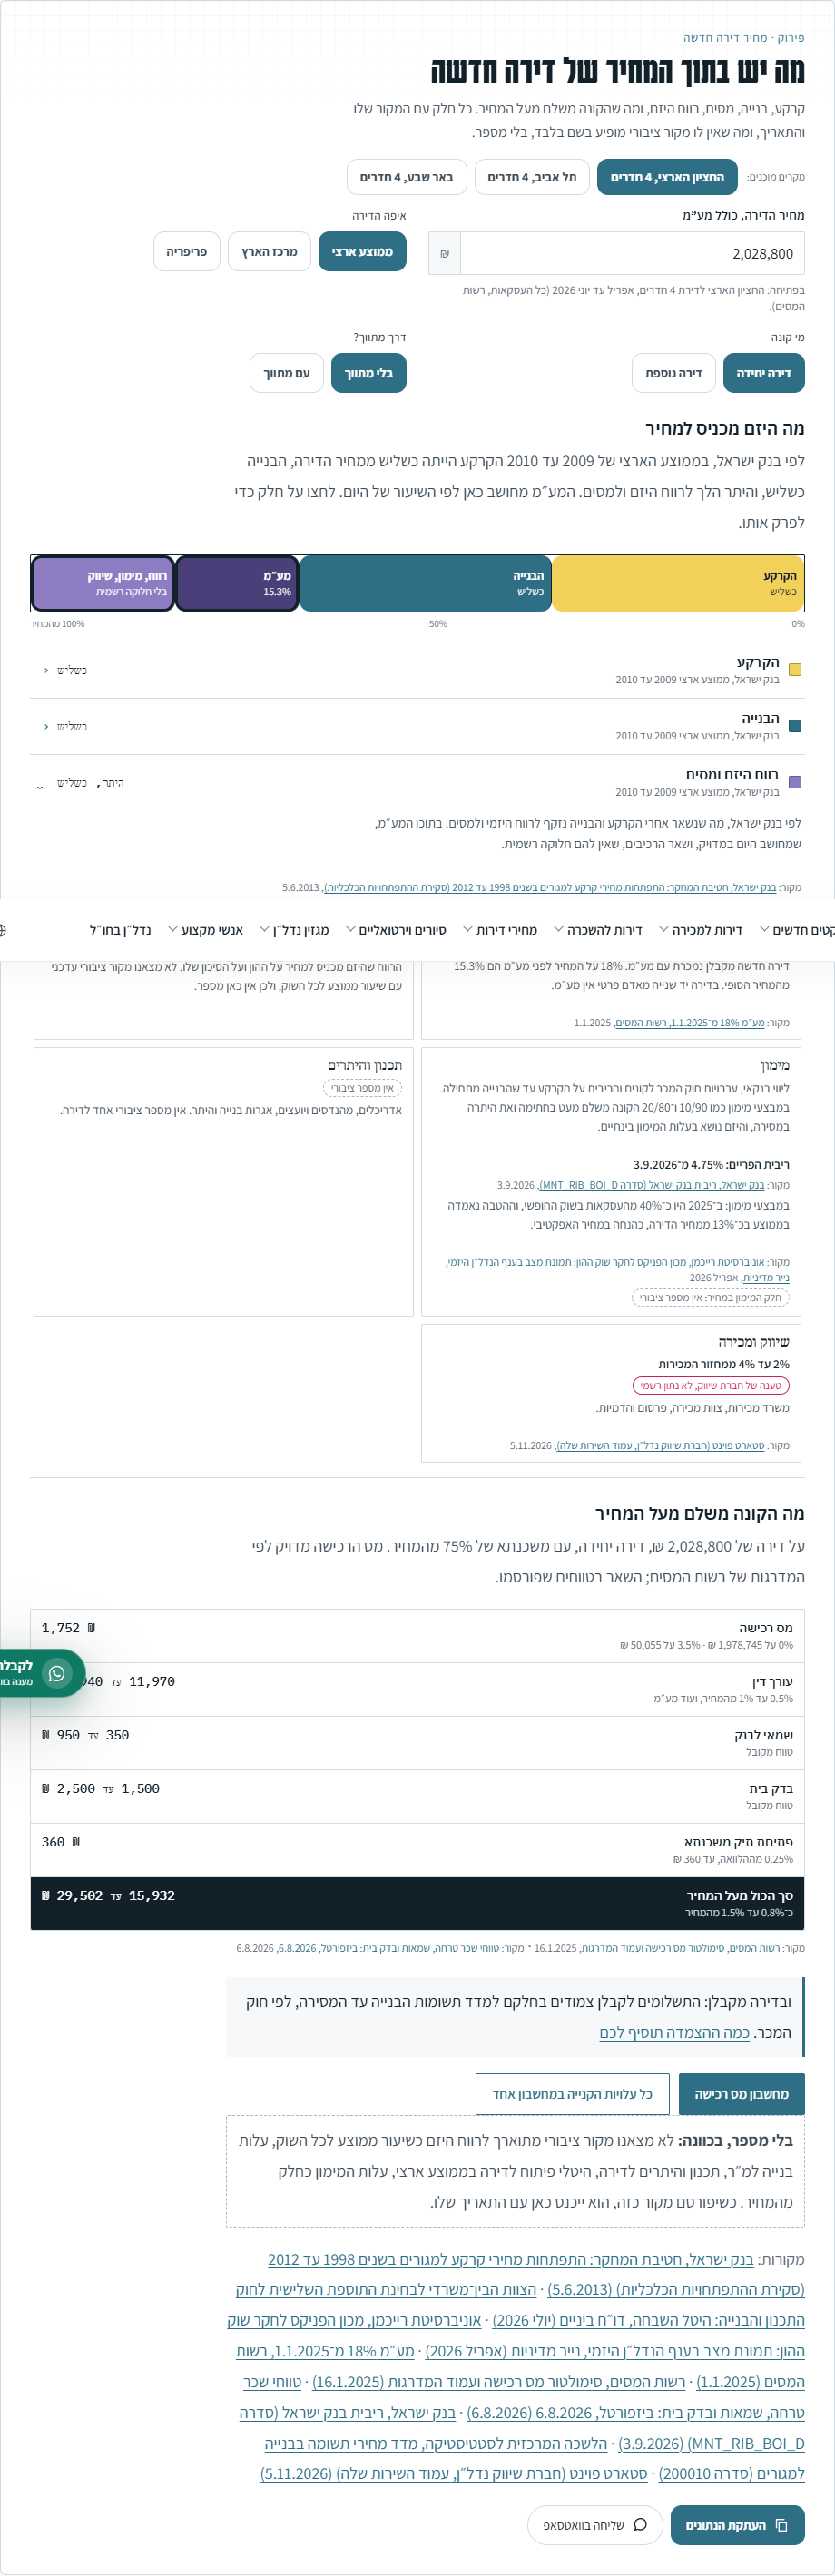 פירוק · מחיר דירה חדשה
מה יש בתוך המחיר של דירה חדשה
קרקע, בנייה, מסים, רווח היזם, ומה שהקונה משלם מעל המחיר. כל חלק עם המקור שלו
והתאריך, ומה שאין לו מקור ציבורי מופיע בשם בלבד, בלי מספר.
מקרים מוכנים:
החציון הארצי, 4 חדרים
תל אביב, 4 חדרים
באר שבע, 4 חדרים
מחיר הדירה, כולל מע״מ
2,028,800
₪
בפתיחה: החציון הארצי לדירת 4 חדרים, אפריל עד יוני 2026 (כל העסקאות, רשות
המסים).
איפה הדירה
ממוצע ארצי
מרכז הארץ
פריפריה
מי קונה
דירה יחידה
דירה נוספת
דרך מתווך?
בלי מתווך
עם מתווך
מה היזם מכניס למחיר
לפי בנק ישראל, בממוצע הארצי של 2009 עד 2010 הקרקע הייתה כשליש ממחיר הדירה, הבנייה
כשליש, והיתר הלך לרווח היזם ולמסים. המע״מ מחושב כאן לפי השיעור של היום. לחצו על חלק כדי
לפרק אותו.
הקרקע
כשליש
הבנייה
כשליש
מע״מ
15.3%
רווח, מימון, שיווק
בלי חלוקה רשמית
0%
50%
100% מהמחיר
הקרקע
בנק ישראל, ממוצע ארצי 2009 עד 2010
כשליש
הבנייה
בנק ישראל, ממוצע ארצי 2009 עד 2010
כשליש
רווח היזם ומסים
בנק ישראל, ממוצע ארצי 2009 עד 2010
היתר, כשליש
לפי בנק ישראל, מה שנשאר אחרי הקרקע והבנייה נזקף לרווח היזמי ולמסים. בתוכו המע״מ,
שמחושב היום במדויק, ושאר הרכיבים, שאין להם חלוקה רשמית.
מקור: בנק ישראל, חטיבת המחקר: התפתחות מחירי קרקע למגורים בשנים 1998 עד 2012 (סקירת ההתפתחויות הכלכליות), 5.6.2013
קטים חדשים
דירות למכירה
דירות להשכרה
מחירי דירות
סיורים וירטואליים
מגזין נדל״ן
אנשי מקצוע
נדל״ן בחו״ל
דירה חדשה מקבלן נמכרת עם מע״מ. 18% על המחיר לפני מע״מ הם 15.3%
מהמחיר הסופי. בדירה יד שנייה מאדם פרטי אין מע״מ.
מקור: מע״מ 18% מ־1.1.2025, רשות המסים, 1.1.2025
הרווח שהיזם מכניס למחיר על ההון ועל הסיכון שלו. לא מצאנו מקור ציבורי עדכני
עם שיעור ממוצע לכל השוק, ולכן אין כאן מספר.
מימון
ליווי בנקאי, ערבויות חוק המכר לקונים והריבית על הקרקע עד שהבנייה מתחילה.
במבצעי מימון כמו 10/90 ו־20/80 הקונה משלם מעט בחתימה ואת היתרה
במסירה, והיזם נושא בעלות המימון בינתיים.
ריבית הפריים: 4.75% מ־3.9.2026
מקור: בנק ישראל, ריבית בנק ישראל (סדרה MNT_RIB_BOI_D), 3.9.2026
במבצעי מימון: ב־2025 היו כ־40% מהעסקאות בשוק החופשי, וההטבה נאמדה
בממוצע בכ־13% ממחיר הדירה, כהנחה במחיר האפקטיבי.
מקור: אוניברסיטת רייכמן, מכון הפניקס לחקר שוק ההון: תמונת מצב בענף הנדל״ן היזמי,
נייר מדיניות, אפריל 2026
חלק המימון במחיר: אין מספר ציבורי
תכנון והיתרים
אין מספר ציבורי
אדריכלים, מהנדסים ויועצים, אגרות בנייה והיתר. אין מספר ציבורי אחד לדירה.
שיווק ומכירה
2% עד 4% ממחזור המכירות
טענה של חברת שיווק, לא נתון רשמי
משרד מכירות, צוות מכירה, פרסום והדמיות.
מקור: סטארט פוינט (חברת שיווק נדל״ן, עמוד השירות שלה), 5.11.2026
מה הקונה משלם מעל המחיר
על דירה של 2,028,800 ₪, דירה יחידה, עם משכנתא של 75% מהמחיר. מס הרכישה מדויק לפי
המדרגות של רשות המסים; השאר בטווחים שפורסמו.
מס רכישה
0% על 1,978,745 ₪ · 3.5% על 50,055 ₪
1,752 ₪
עורך דין
0.5% עד 1% מהמחיר, ועוד מע״מ
11,970 עד
940
שמאי לבנק
טווח מקובל
350 עד 950 ₪
בדק בית
טווח מקובל
1,500 עד 2,500 ₪
פתיחת תיק משכנתא
0.25% מההלוואה, עד 360 ₪
360 ₪
סך הכול מעל המחיר
כ־0.8% עד 1.5% מהמחיר
15,932 עד 29,502 ₪
לקבלת
מענה בוו
מקור: רשות המסים, סימולטור מס רכישה ועמוד המדרגות, 16.1.2025 · מקור: טווחי שכר טרחה, שמאות ובדק בית: ביזפורטל, 6.8.2026, 6.8.2026
ובדירה מקבלן: התשלומים לקבלן צמודים בחלקם למדד תשומות הבנייה עד המסירה, לפי חוק
המכר. כמה ההצמדה תוסיף לכם
מחשבון מס רכישה
כל עלויות הקנייה במחשבון אחד
בלי מספר, בכוונה: לא מצאנו מקור ציבורי מתוארך לרווח היזם כשיעור ממוצע לכל השוק, עלות
בנייה למ״ר, תכנון והיתרים לדירה, היטלי פיתוח לדירה בממוצע ארצי, עלות המימון כחלק
מהמחיר. כשיפורסם מקור כזה, הוא ייכנס כאן עם התאריך שלו.
מקורות: בנק ישראל, חטיבת המחקר: התפתחות מחירי קרקע למגורים בשנים 1998 עד 2012
(סקירת ההתפתחויות הכלכליות) (5.6.2013) · הצוות הבין־משרדי לבחינת התוספת השלישית לחוק
התכנון והבנייה: היטל השבחה, דו״ח ביניים (יולי 2026) · אוניברסיטת רייכמן, מכון הפניקס לחקר שוק
ההון: תמונת מצב בענף הנדל״ן היזמי, נייר מדיניות (אפריל 2026) · מע״מ 18% מ־1.1.2025, רשות
המסים (1.1.2025) · רשות המסים, סימולטור מס רכישה ועמוד המדרגות (16.1.2025) · טווחי שכר
טרחה, שמאות ובדק בית: ביזפורטל, 6.8.2026 (6.8.2026) · בנק ישראל, ריבית בנק ישראל (סדרה
MNT_RIB_BOI_D) (3.9.2026) · הלשכה המרכזית לסטטיסטיקה, מדד מחירי תשומה בבנייה
למגורים (סדרה 200010) · סטארט פוינט (חברת שיווק נדל״ן, עמוד השירות שלה) (5.11.2026)
העתקת הנתונים
שליחה בוואטסאפ